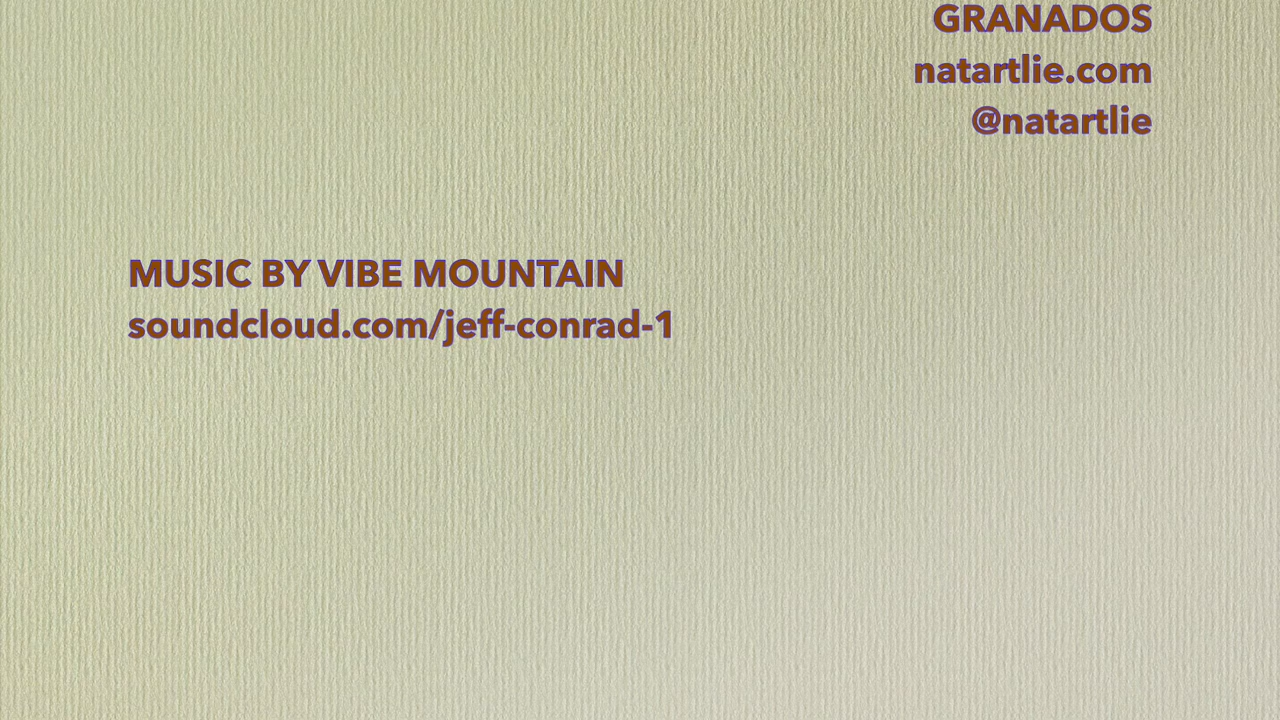 GRANADOS
natartlie.com
@natartlie
MUSIC BY VIBE MOUNTAIN
soundcloud.com/jeff-conrad-1